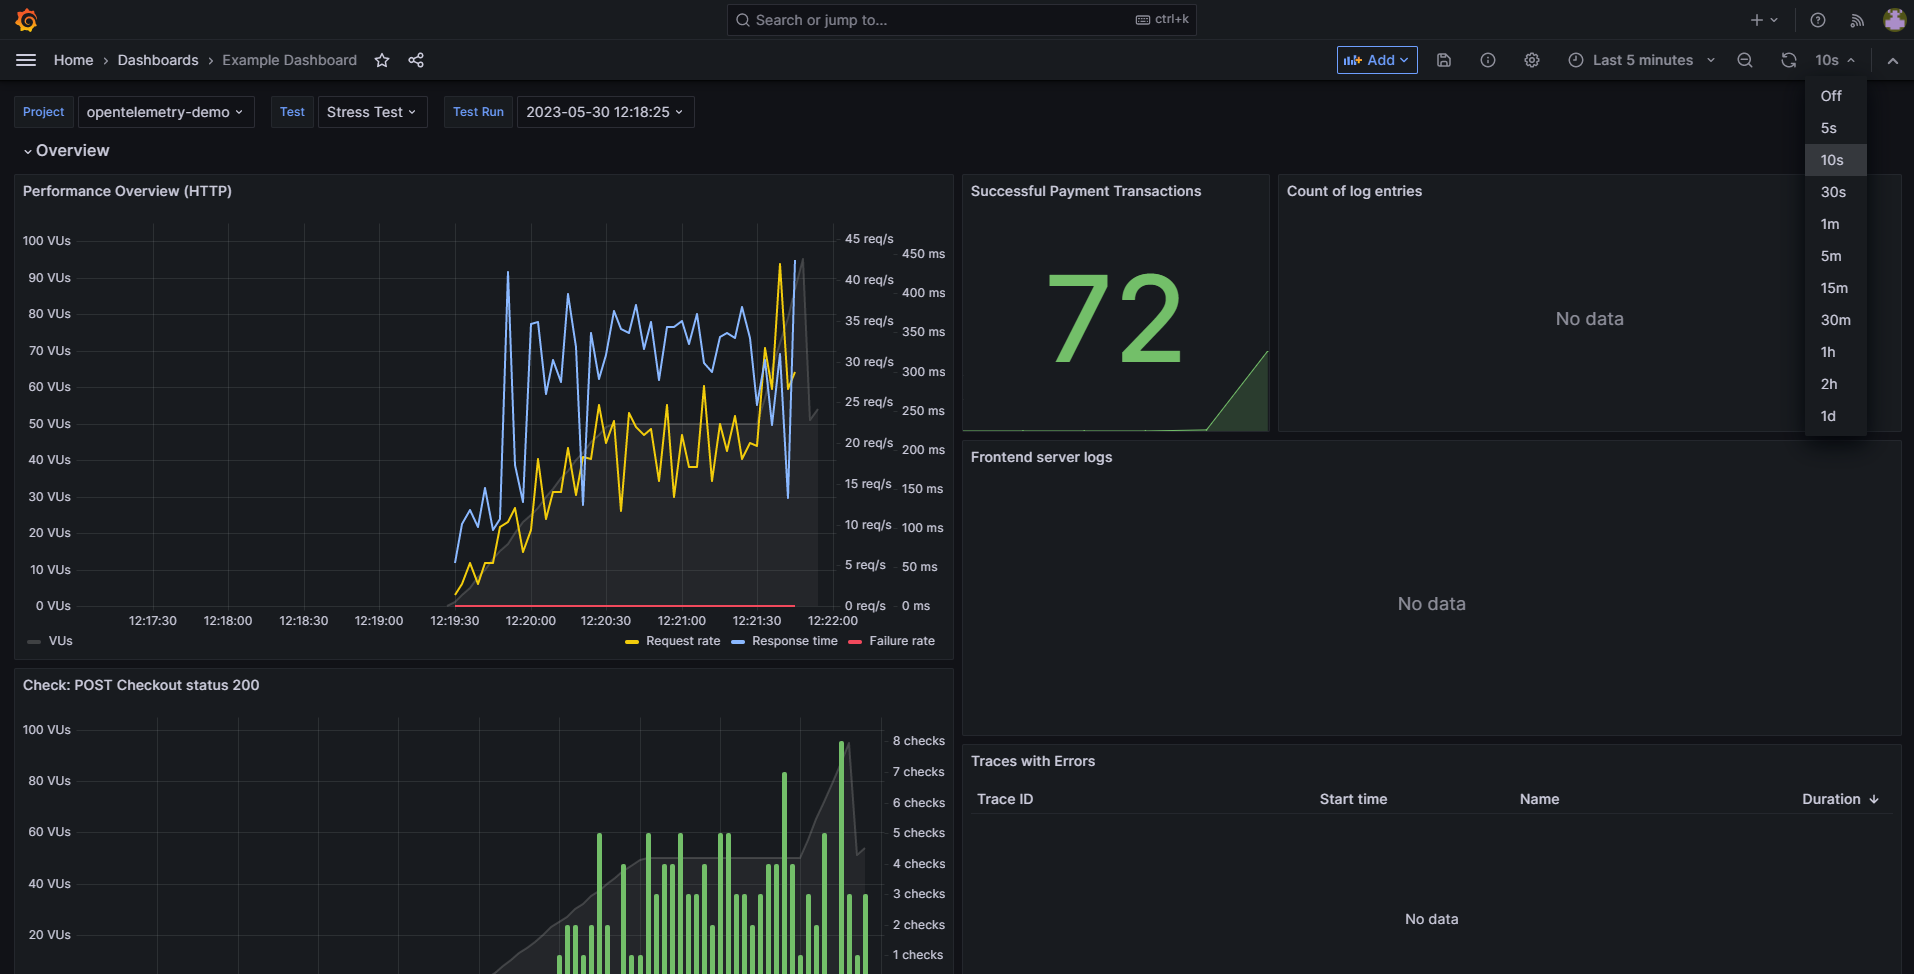 Search or jump to...
ctrl+k
Home › Dashboards › Example Dashboard
Add
Last 5 minutes
10s
Off
5s
10s
30s
1m
5m
15m
30m
1h
2h
1d
Project
opentelemetry-demo
Test
Stress Test
Test Run
2023-05-30 12:18:25
Overview
Performance Overview (HTTP)
100 VUs
90 VUs
80 VUs
70 VUs
60 VUs
50 VUs
40 VUs
30 VUs
20 VUs
10 VUs
0 VUs
45 req/s
40 req/s
35 req/s
30 req/s
25 req/s
20 req/s
15 req/s
10 req/s
5 req/s
0 req/s
450 ms
400 ms
350 ms
300 ms
250 ms
200 ms
150 ms
100 ms
50 ms
0 ms
12:17:30
12:18:00
12:18:30
12:19:00
12:19:30
12:20:00
12:20:30
12:21:00
12:21:30
12:22:00
VUs
Request rate
Response time
Failure rate
Successful Payment Transactions
72
Count of log entries
No data
Frontend server logs
No data
Check: POST Checkout status 200
100 VUs
80 VUs
60 VUs
40 VUs
20 VUs
8 checks
7 checks
6 checks
5 checks
4 checks
3 checks
2 checks
1 checks
Traces with Errors
Trace ID
Start time
Name
Duration
No data